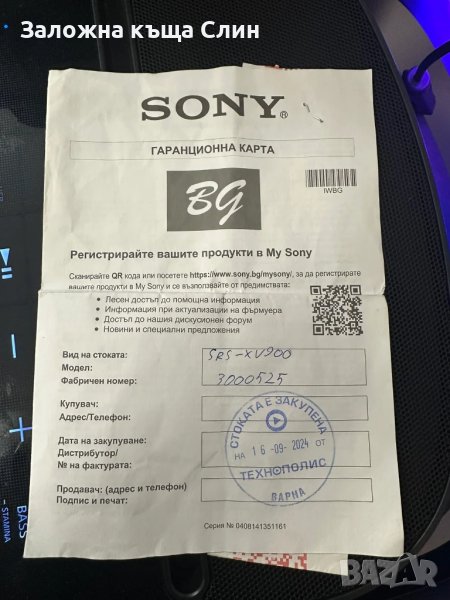 Заложна къща Слин
SONY®
ГАРАНЦИОННА КАРТА
BG
IWBG
Регистрирайте вашите продукти в My Sony
Сканирайте QR кода или посетете https://www.sony.bg/mysony/, за да регистрирате
вашите продукти в My Sony и се възползвайте от предимствата:
• Лесен достъп до помощна информация
• Информация при актуализации на фърмуера
• Достъп до нашия дискусионен форум
• Новини и специални предложения
Вид на стоката:
SRS-XV900
Модел:
Фабричен номер:
3000525
Купувач:
Адрес/Телефон:
Дата на закупуване:
Дистрибутор/
№ на фактурата:
СТОКАТА Е ЗАКУПЕНА
НА 16-09-2024 ОТ
ТЕХНОПОЛИС
ВАРНА
Продавач: (адрес и телефон)
Подпис и печат:
Серия № 0408141351161
BASS
STAMINA
BAZAR